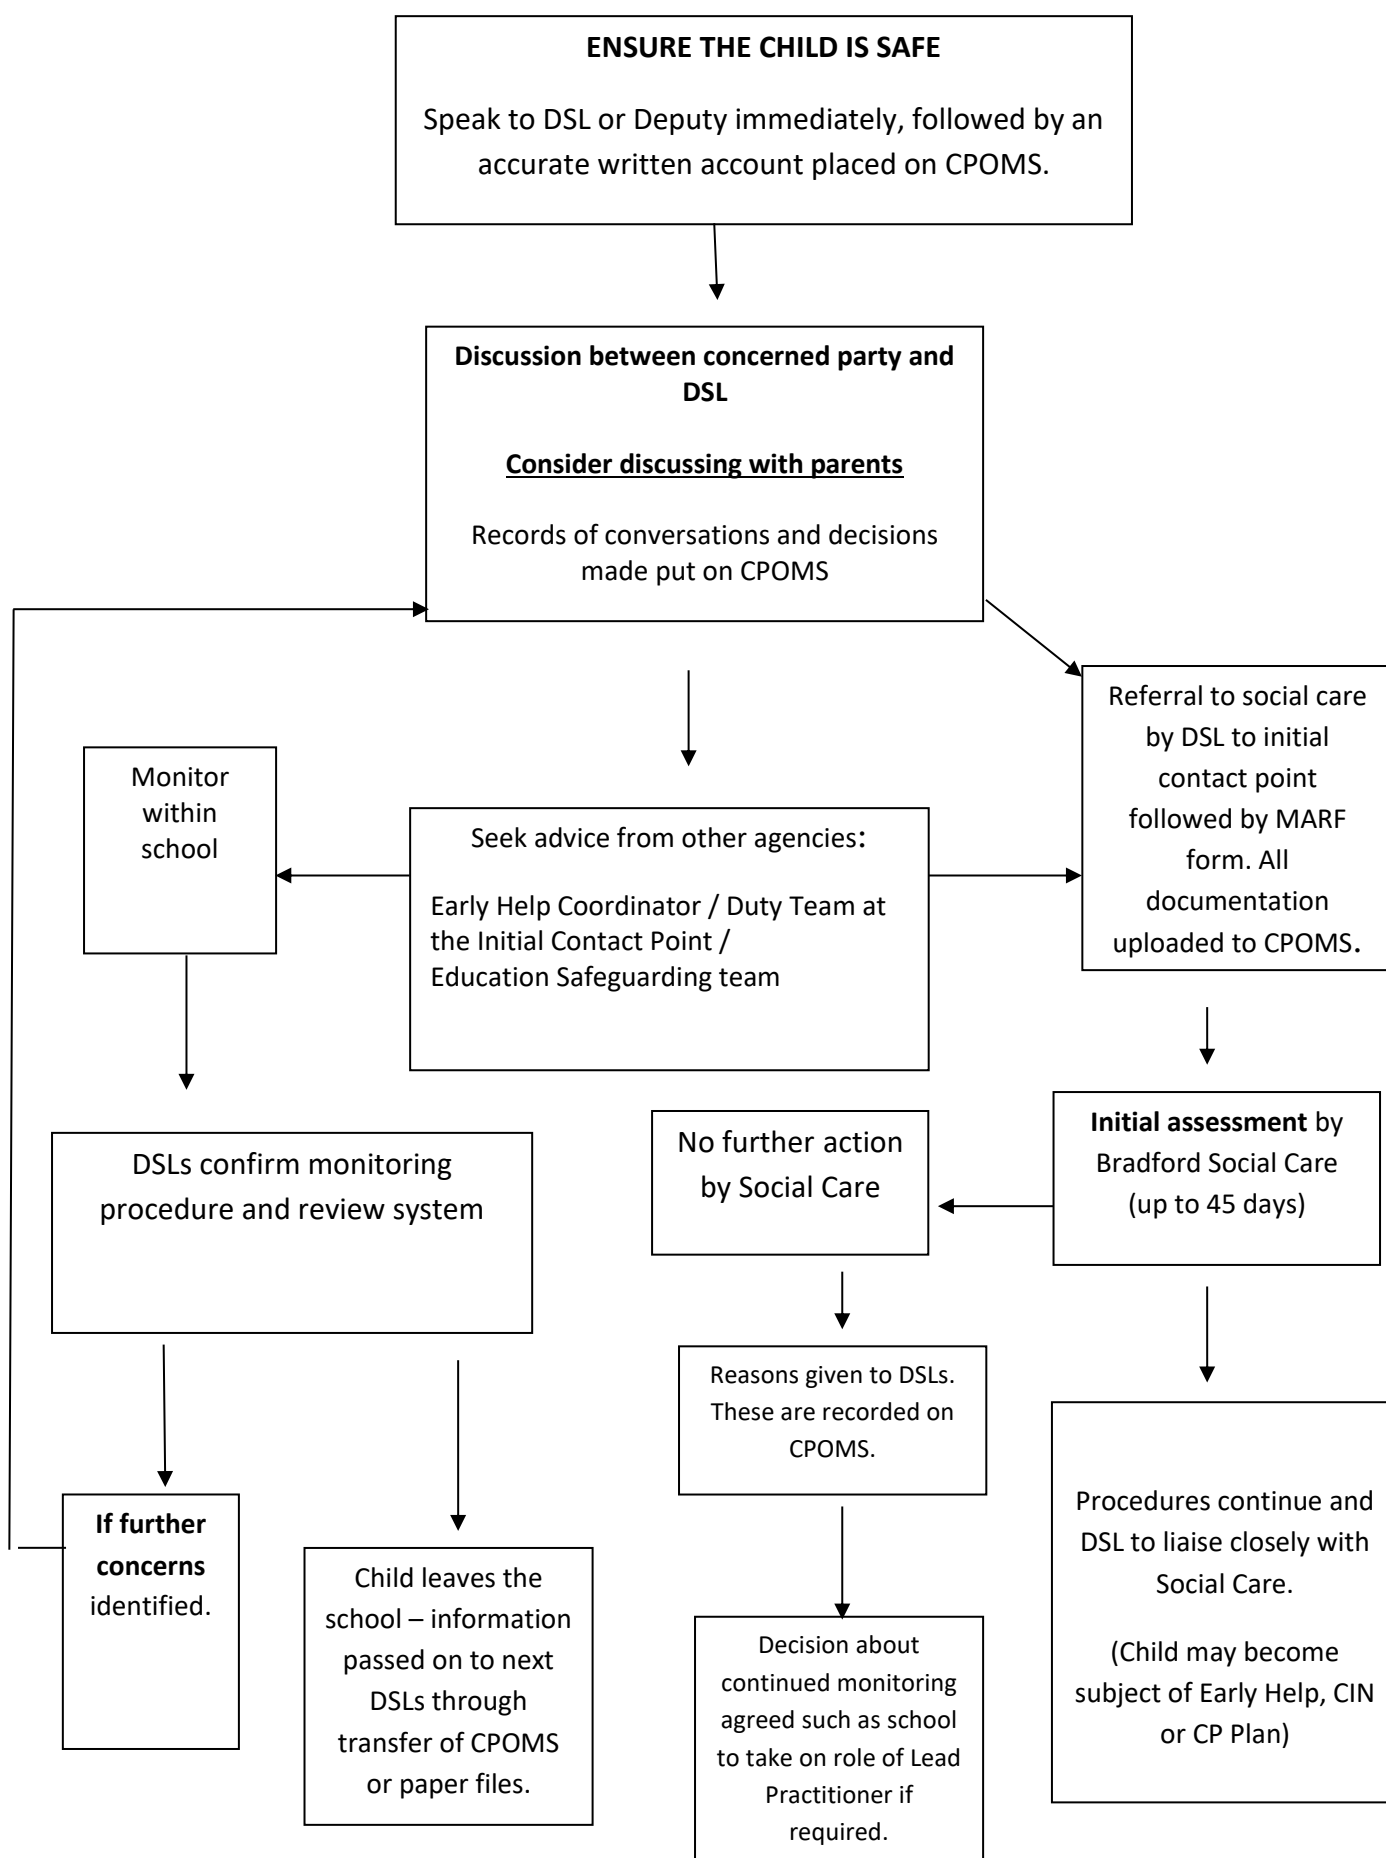 ENSURE THE CHILD IS SAFE
Speak to DSL or Deputy immediately, followed by an
accurate written account placed on CPOMS.
Discussion between concerned party and
DSL
Consider discussing with parents
Records of conversations and decisions
made put on CPOMS
Referral to social care
by DSL to initial
contact point
followed by MARF
form. All
documentation
uploaded to CPOMS.
Monitor
within
school
Seek advice from other agencies:
Early Help Coordinator / Duty Team at
the Initial Contact Point /
Education Safeguarding team
DSLs confirm monitoring
procedure and review system
No further action
by Social Care
Initial assessment by
Bradford Social Care
(up to 45 days)
Reasons given to DSLs.
These are recorded on
CPOMS.
If further
concerns
identified.
Child leaves the
school – information
passed on to next
DSLs through
transfer of CPOMS
or paper files.
Decision about
continued monitoring
agreed such as school
to take on role of Lead
Practitioner if
required.
Procedures continue and
DSL to liaise closely with
Social Care.
(Child may become
subject of Early Help, CIN
or CP Plan)